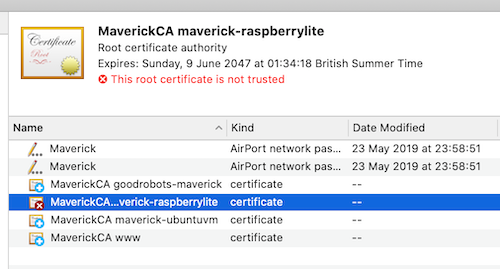 MaverickCA maverick-raspberrylite
Certificate
Root
Root certificate authority
Expires: Sunday, 9 June 2047 at 01:34:18 British Summer Time
This root certificate is not trusted
Name Kind Date Modified
Maverick AirPort network pas... 23 May 2019 at 23:58:51
Maverick AirPort network pas... 23 May 2019 at 23:58:51
MaverickCA goodrobots-maverick certificate --
MaverickCA...verick-raspberrylite certificate --
MaverickCA maverick-ubuntuvm certificate --
MaverickCA www certificate --